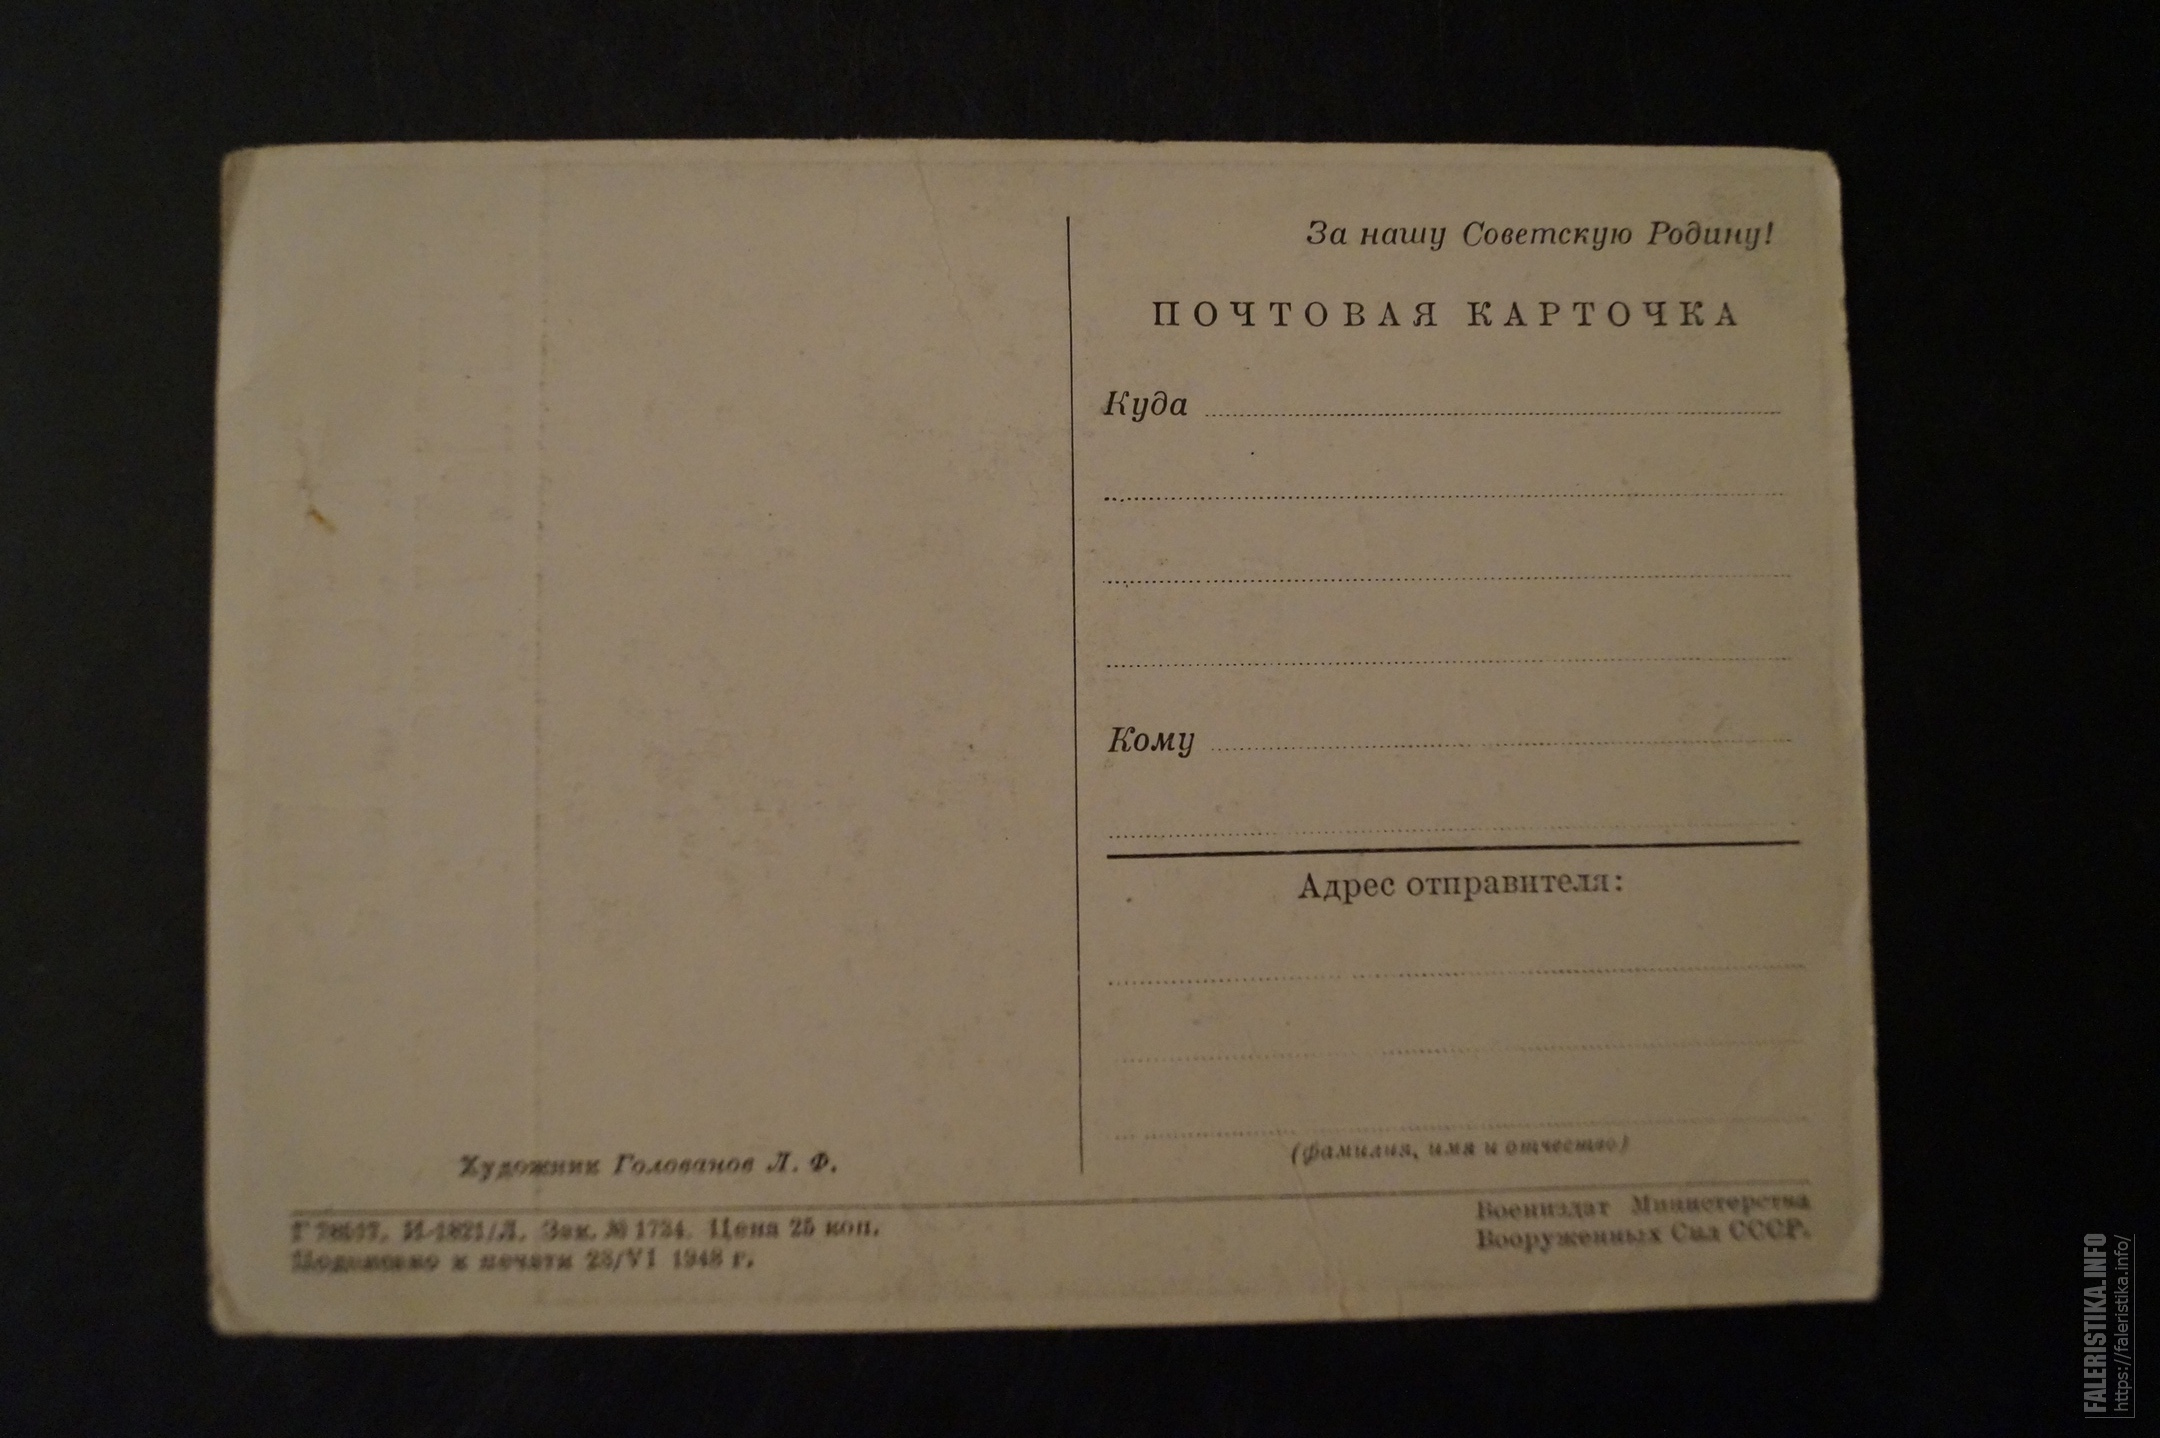 За нашу Советскую Родину!
ПОЧТОВАЯ КАРТОЧКА
Куда
Кому
Адрес отправителя:
(фамилия, имя и отчество)
Художник Голованов Л. Ф.
Г И-1821/Л. Зак. № 1734. Цена 25 коп.
Подписано к печати 23/VI 1948 г.
Воениздат Министерства
Вооруженных Сил СССР.
FALERISTIKA.INFO
https://faleristika.info/